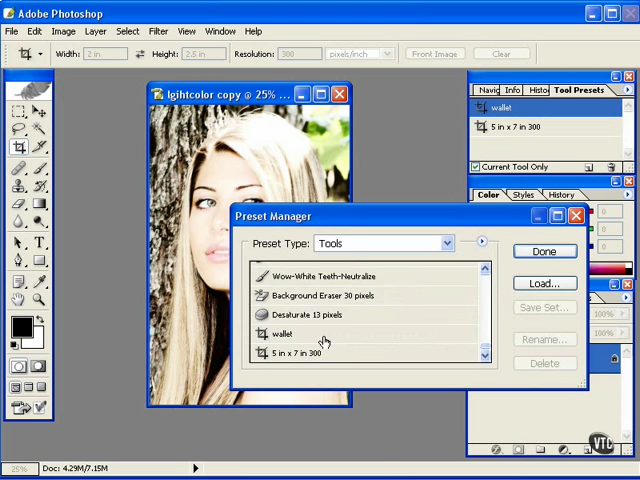 Adobe Photoshop
File Edit Image Layer Select Filter View Window Help
Width: 2 in Height: 2.5 in Resolution: 300 pixels/inch Front Image Clear
lgihtcolor copy @ 25% ...
Navig Info Histo Tool Presets
wallet
5 in x 7 in 300
Current Tool Only
Color Styles History
0
0
0
Preset Manager
Preset Type: Tools
Wow-White Teeth-Neutralize
Background Eraser 30 pixels
Desaturate 13 pixels
wallet
5 in x 7 in 300
Done
Load...
Save Set...
Rename...
Delete
100%
100%
VTC
25% Doc: 4.29M/7.15M